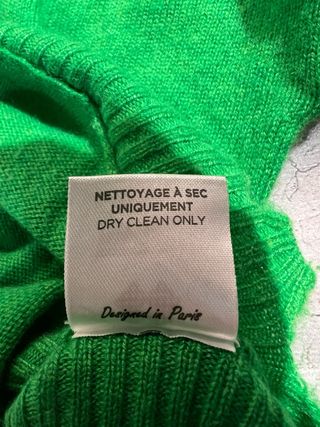 NETTOYAGE À SEC
UNIQUEMENT
DRY CLEAN ONLY
Designed in Paris